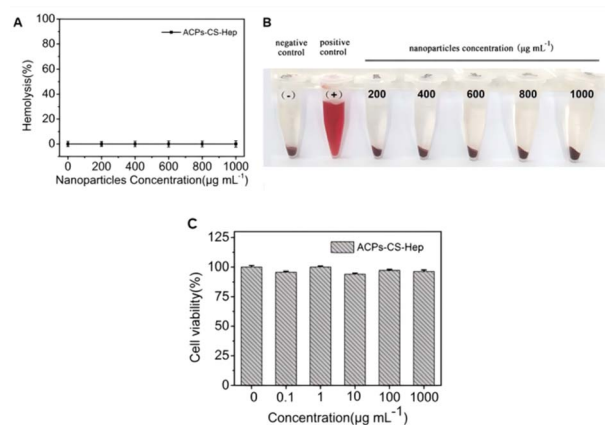 A
ACPs-CS-Hep
Hemolysis(%)
100
80
60
40
20
0
0 200 400 600 800 1000
Nanoparticles Concentration(µg mL⁻¹)
B
negative control
positive control
nanoparticles concentration (µg mL⁻¹)
(-) (+) 200 400 600 800 1000
C
ACPs-CS-Hep
Cell viability(%)
125
100
75
50
25
0
0 0.1 1 10 100 1000
Concentration(µg mL⁻¹)